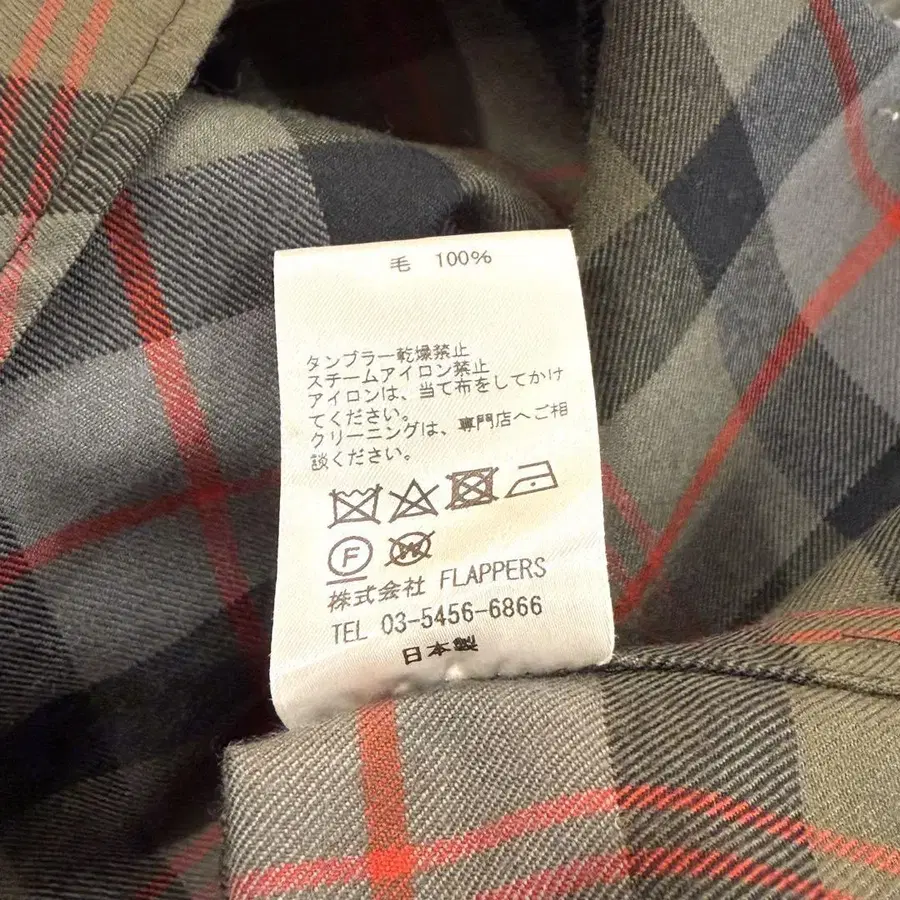 毛 100%
タンブラー乾燥禁止
スチームアイロン禁止
アイロンは、当て布をしてかけ
てください。
クリーニングは、専門店へご相
談ください。
F W
株式会社 FLAPPERS
TEL 03-5456-6866
日本製